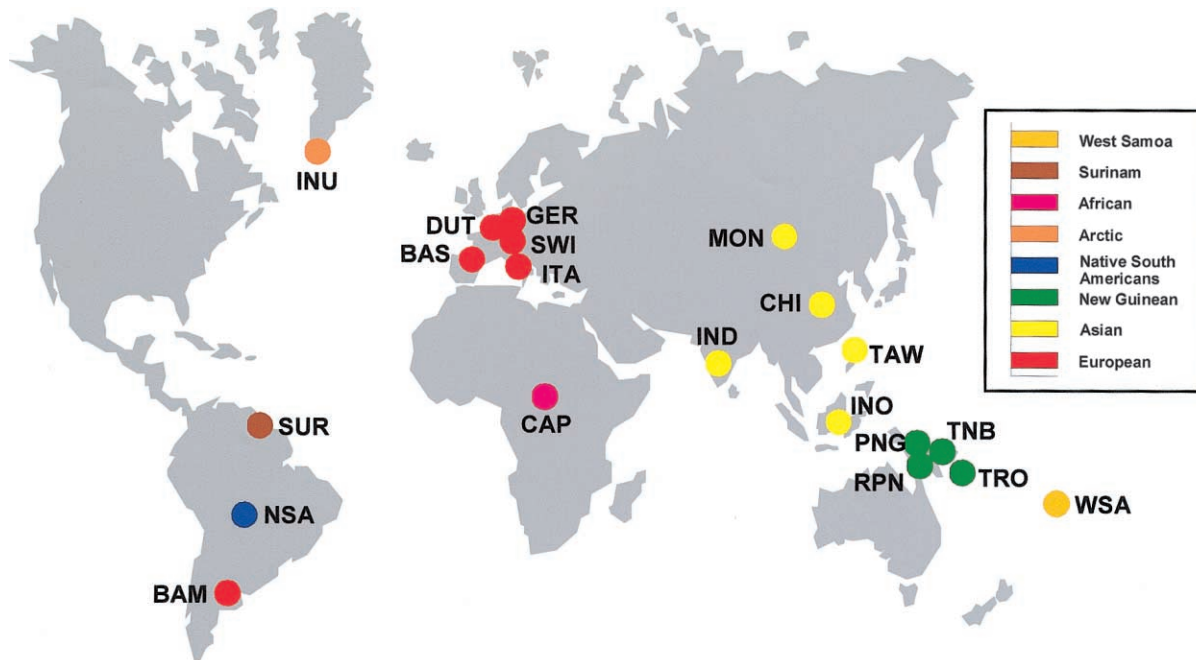 INU
DUT
GER
BAS
SWI
ITA
MON
CHI
IND
TAW
SUR
CAP
INO
PNG
TNB
RPN
TRO
NSA
WSA
BAM
West Samoa
Surinam
African
Arctic
Native South
Americans
New Guinean
Asian
European